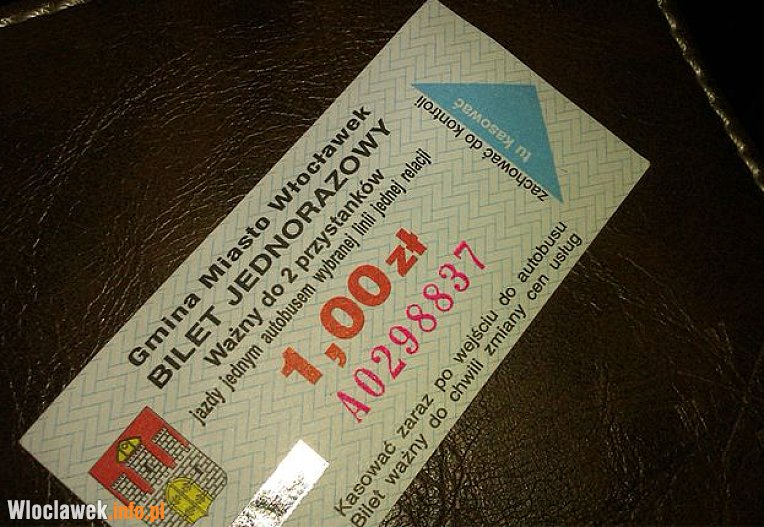 Gmina Miasto Włocławek
BILET JEDNORAZOWY
Ważny do 2 przystanków
jazdy jednym autobusem wybranej linii jednej relacji
1,00 zł
A0298837
Kasować zaraz po wejściu do autobusu
Bilet ważny do chwili zmiany cen usług
tu kasować
zachować do kontroli
Wloclawek.info.pl